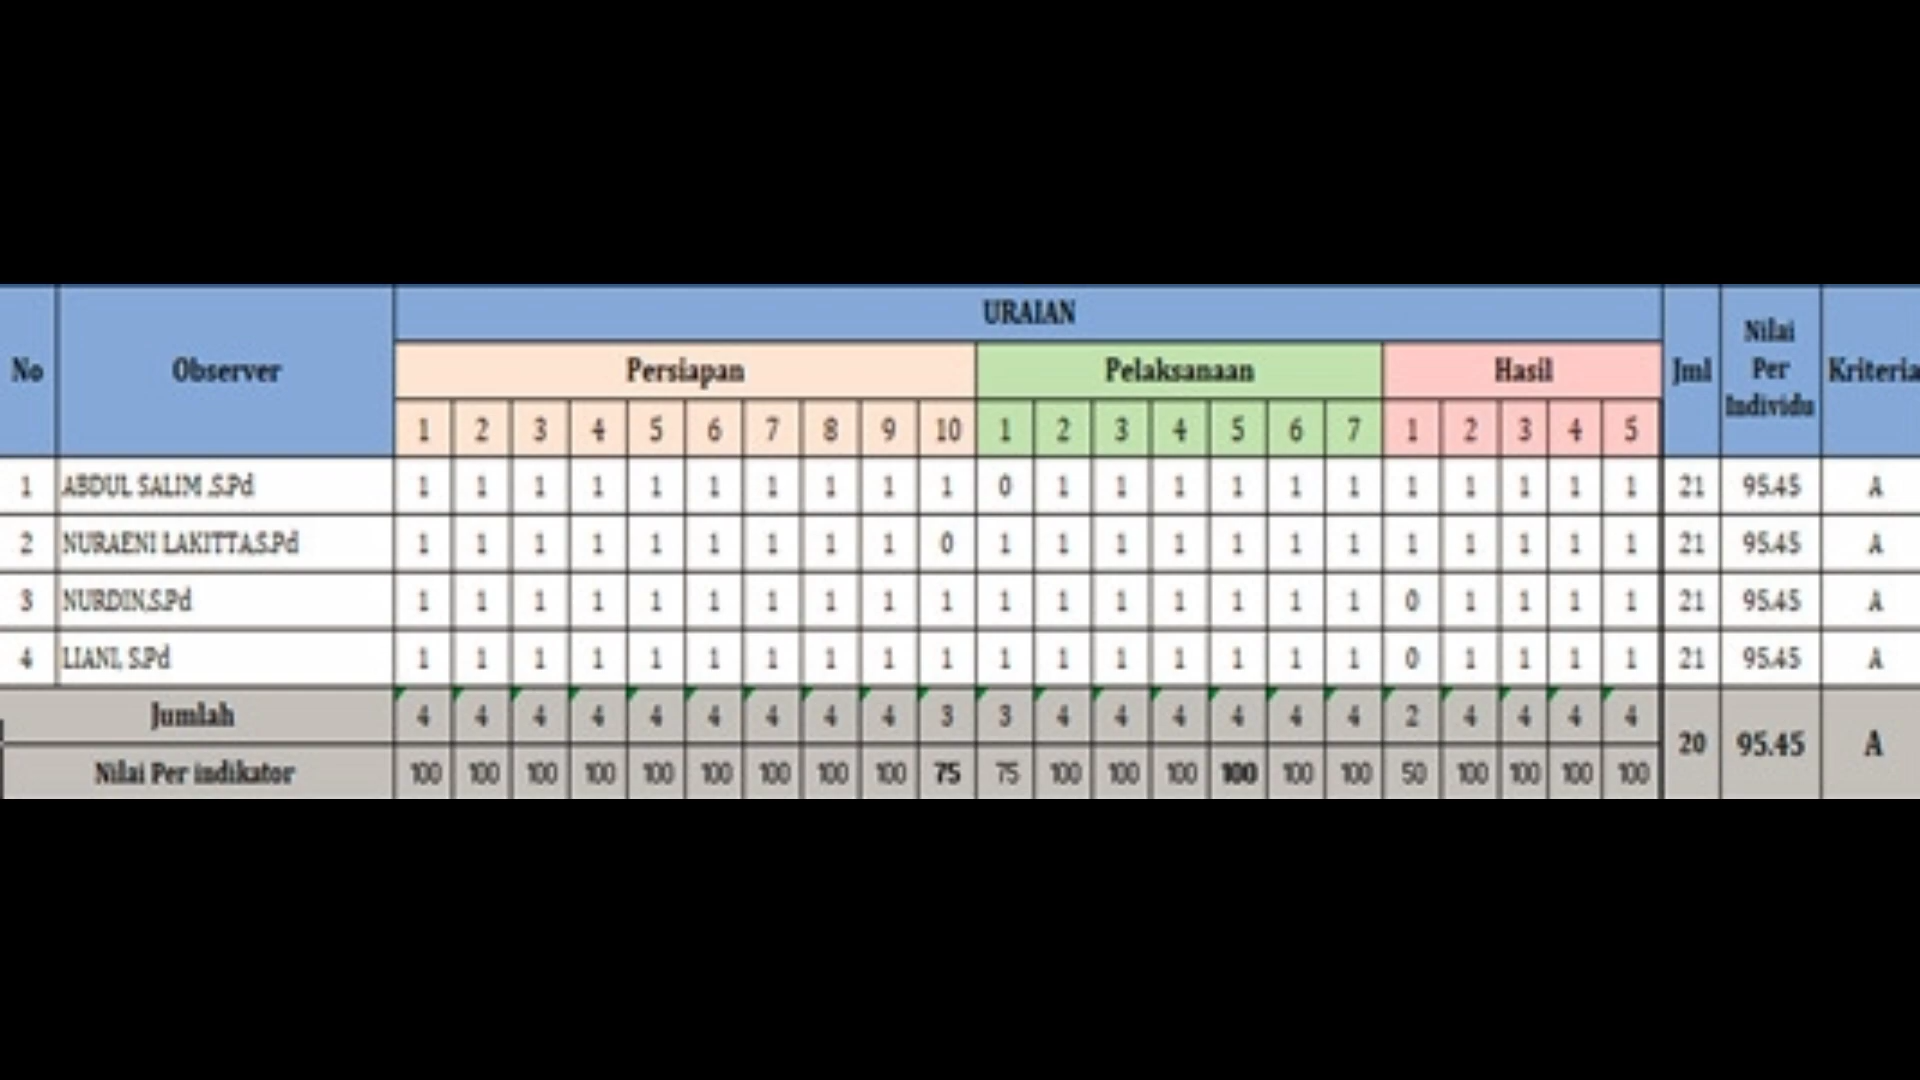 No Observer URAIAN Jml Nilai Per Individu Kriteria
Persiapan Pelaksanaan Hasil
1 2 3 4 5 6 7 8 9 10 1 2 3 4 5 6 7 1 2 3 4 5
1 ABDUL SALIM .S.Pd 1 1 1 1 1 1 1 1 1 1 0 1 1 1 1 1 1 1 1 1 1 1 21 95.45 A
2 NURAENI LAKITTA,S.Pd 1 1 1 1 1 1 1 1 1 0 1 1 1 1 1 1 1 1 1 1 1 1 21 95.45 A
3 NURDIN,S.Pd 1 1 1 1 1 1 1 1 1 1 1 1 1 1 1 1 1 0 1 1 1 1 21 95.45 A
4 LIANI, S.Pd 1 1 1 1 1 1 1 1 1 1 1 1 1 1 1 1 1 0 1 1 1 1 21 95.45 A
Jumlah 4 4 4 4 4 4 4 4 4 3 3 4 4 4 4 4 4 2 4 4 4 4 20 95.45 A
Nilai Per indikator 100 100 100 100 100 100 100 100 100 75 75 100 100 100 100 100 100 50 100 100 100 100